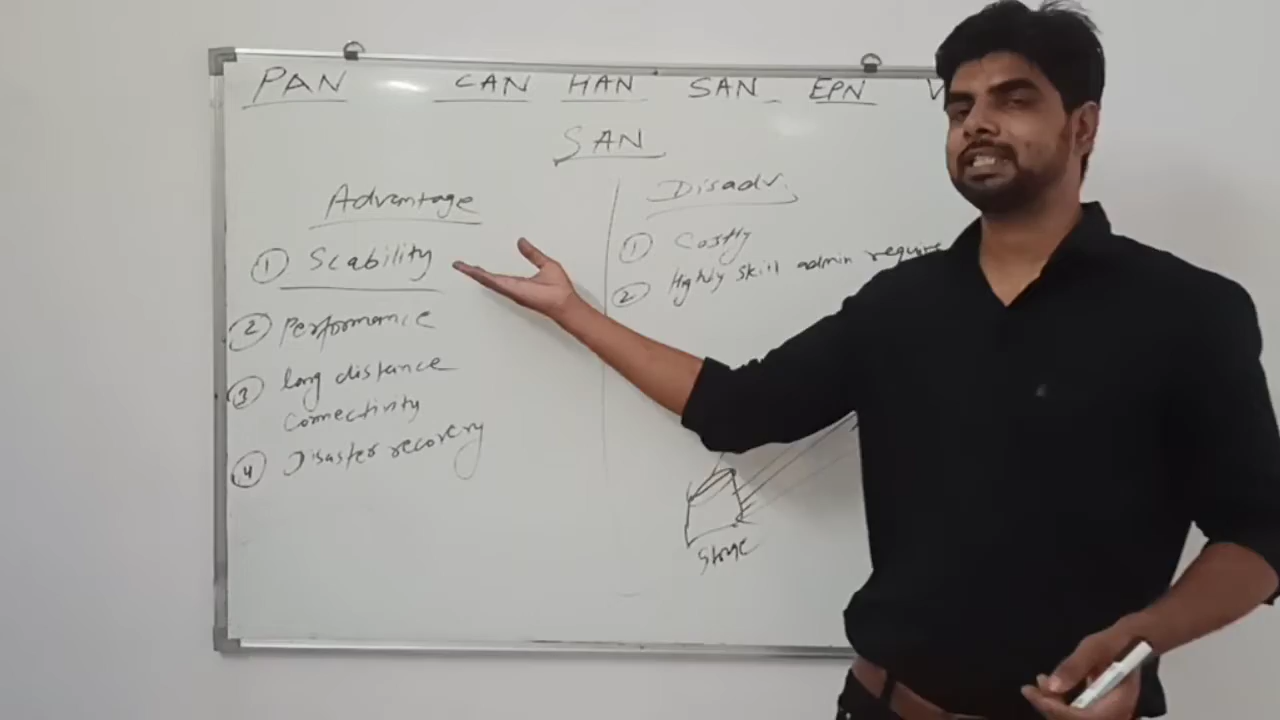 PAN CAN HAN SAN EPN V
SAN
Advantage
① Scability
② Performance
③ long distance
connectivity
④ Disaster recovery
Disadv.
① Costly
② Highly skill admin require